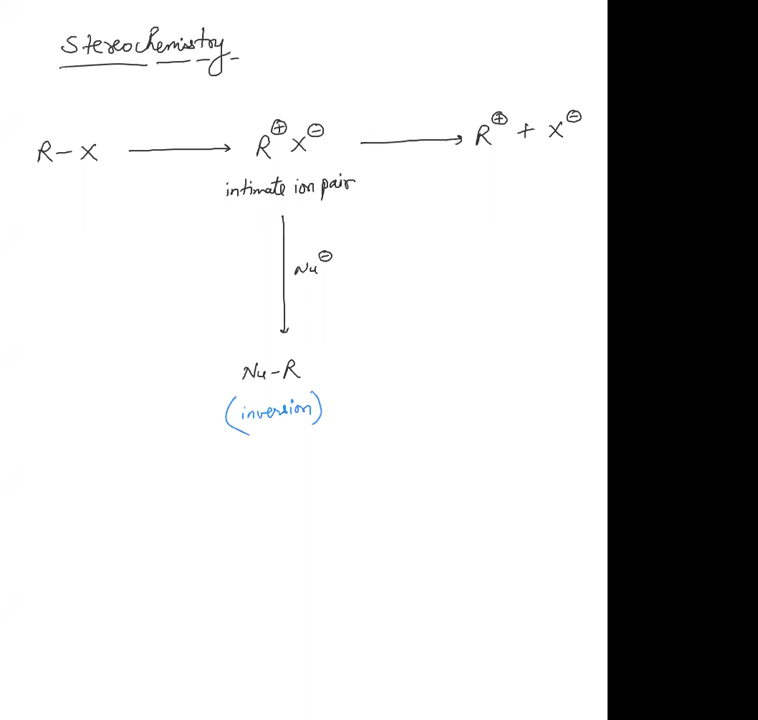 Stereochemistry
R-X ⟶ R⊕ X⊖ ⟶ R⊕ + X⊖
intimate ion pair
Nu⊖
Nu-R
(inversion)